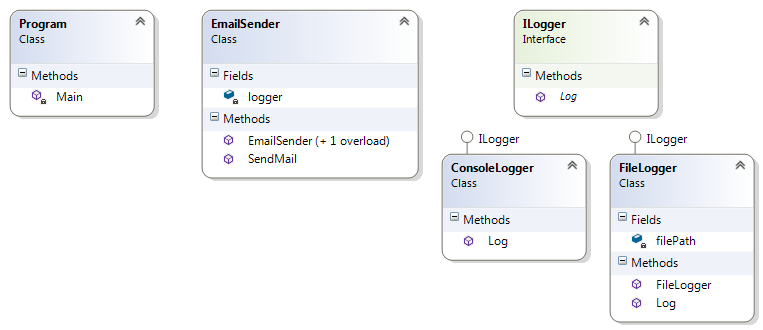 Program
Class
Methods
Main
EmailSender
Class
Fields
logger
Methods
EmailSender (+ 1 overload)
SendMail
ILogger
Interface
Methods
Log
ILogger
ConsoleLogger
Class
Methods
Log
ILogger
FileLogger
Class
Fields
filePath
Methods
FileLogger
Log